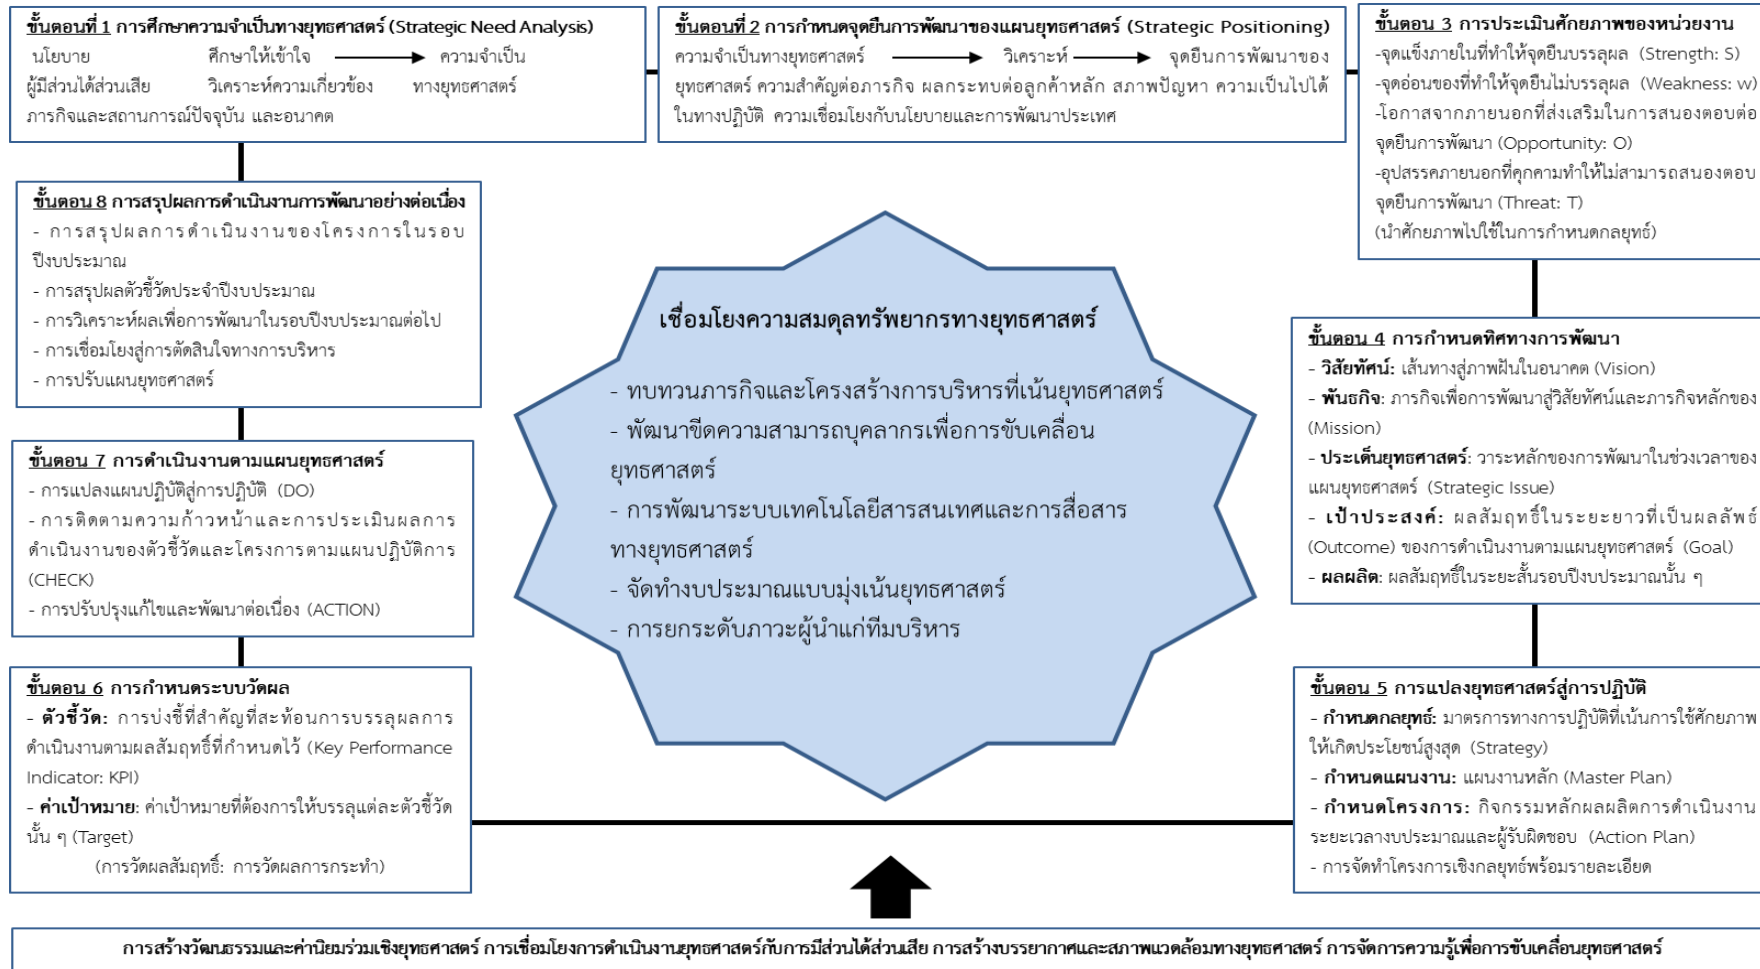 ขั้นตอนที่ 1 การศึกษาความจำเป็นทางยุทธศาสตร์ (Strategic Need Analysis)
นโยบาย ศึกษาให้เข้าใจ ความจำเป็น
ผู้มีส่วนได้ส่วนเสีย วิเคราะห์ความเกี่ยวข้อง ทางยุทธศาสตร์
ภารกิจและสถานการณ์ปัจจุบัน และอนาคต
ขั้นตอนที่ 2 การกำหนดจุดยืนการพัฒนาของแผนยุทธศาสตร์ (Strategic Positioning)
ความจำเป็นทางยุทธศาสตร์ วิเคราะห์ จุดยืนการพัฒนาของ
ยุทธศาสตร์ ความสำคัญต่อภารกิจ ผลกระทบต่อลูกค้าหลัก สภาพปัญหา ความเป็นไปได้
ในทางปฏิบัติ ความเชื่อมโยงกับนโยบายและการพัฒนาประเทศ
ขั้นตอน 3 การประเมินศักยภาพของหน่วยงาน
-จุดแข็งภายในที่ทำให้จุดยืนบรรลุผล (Strength: S)
-จุดอ่อนของที่ทำให้จุดยืนไม่บรรลุผล (Weakness: w)
-โอกาสจากภายนอกที่ส่งเสริมในการสนองตอบต่อ
จุดยืนการพัฒนา (Opportunity: O)
-อุปสรรคภายนอกที่คุกคามทำให้ไม่สามารถสนองตอบ
จุดยืนการพัฒนา (Threat: T)
(นำศักยภาพไปใช้ในการกำหนดกลยุทธ์)
ขั้นตอน 4 การกำหนดทิศทางการพัฒนา
- วิสัยทัศน์: เส้นทางสู่ภาพฝันในอนาคต (Vision)
- พันธกิจ: ภารกิจเพื่อการพัฒนาสู่วิสัยทัศน์และภารกิจหลักของ
(Mission)
- ประเด็นยุทธศาสตร์: วาระหลักของการพัฒนาในช่วงเวลาของ
แผนยุทธศาสตร์ (Strategic Issue)
- เป้าประสงค์: ผลสัมฤทธิ์ในระยะยาวที่เป็นผลลัพธ์
(Outcome) ของการดำเนินงานตามแผนยุทธศาสตร์ (Goal)
- ผลผลิต: ผลสัมฤทธิ์ในระยะสั้นรอบปีงบประมาณนั้น ๆ
ขั้นตอน 5 การแปลงยุทธศาสตร์สู่การปฏิบัติ
- กำหนดกลยุทธ์: มาตรการทางการปฏิบัติที่เน้นการใช้ศักยภาพ
ให้เกิดประโยชน์สูงสุด (Strategy)
- กำหนดแผนงาน: แผนงานหลัก (Master Plan)
- กำหนดโครงการ: กิจกรรมหลักผลผลิตการดำเนินงาน
ระยะเวลางบประมาณและผู้รับผิดชอบ (Action Plan)
- การจัดทำโครงการเชิงกลยุทธ์พร้อมรายละเอียด
ขั้นตอน 6 การกำหนดระบบวัดผล
- ตัวชี้วัด: การบ่งชี้ที่สำคัญที่สะท้อนการบรรลุผลการ
ดำเนินงานตามผลสัมฤทธิ์ที่กำหนดไว้ (Key Performance
Indicator: KPI)
- ค่าเป้าหมาย: ค่าเป้าหมายที่ต้องการให้บรรลุแต่ละตัวชี้วัด
นั้น ๆ (Target)
(การวัดผลสัมฤทธิ์: การวัดผลการกระทำ)
ขั้นตอน 7 การดำเนินงานตามแผนยุทธศาสตร์
- การแปลงแผนปฏิบัติสู่การปฏิบัติ (DO)
- การติดตามความก้าวหน้าและการประเมินผลการ
ดำเนินงานของตัวชี้วัดและโครงการตามแผนปฏิบัติการ
(CHECK)
- การปรับปรุงแก้ไขและพัฒนาต่อเนื่อง (ACTION)
ขั้นตอน 8 การสรุปผลการดำเนินงานการพัฒนาอย่างต่อเนื่อง
- การสรุปผลการดำเนินงานของโครงการในรอบ
ปีงบประมาณ
- การสรุปผลตัวชี้วัดประจำปีงบประมาณ
- การวิเคราะห์ผลเพื่อการพัฒนาในรอบปีงบประมาณต่อไป
- การเชื่อมโยงสู่การตัดสินใจทางการบริหาร
- การปรับแผนยุทธศาสตร์
เชื่อมโยงความสมดุลทรัพยากรทางยุทธศาสตร์
- ทบทวนภารกิจและโครงสร้างการบริหารที่เน้นยุทธศาสตร์
- พัฒนาขีดความสามารถบุคลากรเพื่อการขับเคลื่อน
ยุทธศาสตร์
- การพัฒนาระบบเทคโนโลยีสารสนเทศและการสื่อสาร
ทางยุทธศาสตร์
- จัดทำงบประมาณแบบมุ่งเน้นยุทธศาสตร์
- การยกระดับภาวะผู้นำแก่ทีมบริหาร
การสร้างวัฒนธรรมและค่านิยมร่วมเชิงยุทธศาสตร์ การเชื่อมโยงการดำเนินงานยุทธศาสตร์กับการมีส่วนได้ส่วนเสีย การสร้างบรรยากาศและสภาพแวดล้อมทางยุทธศาสตร์ การจัดการความรู้เพื่อการขับเคลื่อนยุทธศาสตร์